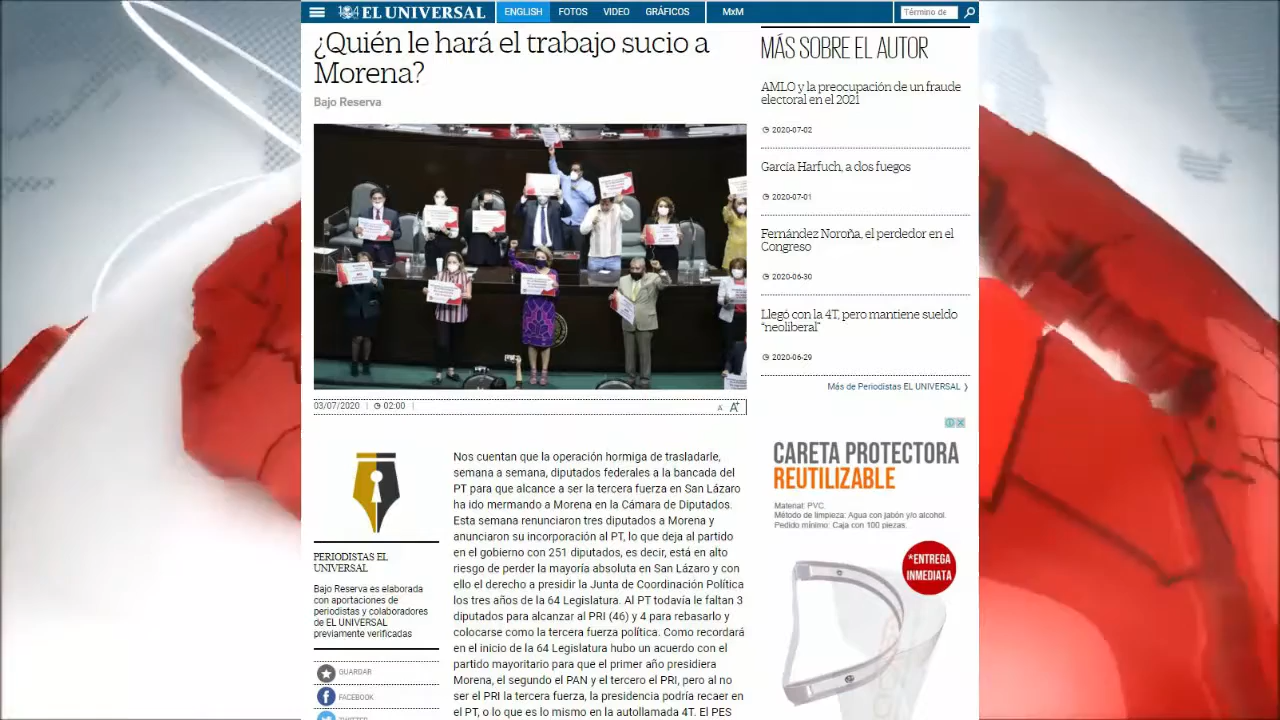 EL UNIVERSAL
ENGLISH
FOTOS
VIDEO
GRÁFICOS
MxM
Término de
¿Quién le hará el trabajo sucio a
Morena?
Bajo Reserva
03/07/2020
02:00
A A+
Nos cuentan que la operación hormiga de trasladarle,
semana a semana, diputados federales a la bancada del
PT para que alcance a ser la tercera fuerza en San Lázaro
ha ido mermando a Morena en la Cámara de Diputados.
Esta semana renunciaron tres diputados a Morena y
anunciaron su incorporación al PT, lo que deja al partido
en el gobierno con 251 diputados, es decir, está en alto
riesgo de perder la mayoría absoluta en San Lázaro y con
ello el derecho a presidir la Junta de Coordinación Política
los tres años de la 64 Legislatura. Al PT todavía le faltan 3
diputados para alcanzar al PRI (46) y 4 para rebasarlo y
colocarse como la tercera fuerza política. Como recordará
en el inicio de la 64 Legislatura hubo un acuerdo con el
partido mayoritario para que el primer año presidiera
Morena, el segundo el PAN y el tercero el PRI, pero al no
ser el PRI la tercera fuerza, la presidencia podría recaer en
el PT, o lo que es lo mismo en la autollamada 4T. El PES
PERIODISTAS EL
UNIVERSAL
Bajo Reserva es elaborada
con aportaciones de
periodistas y colaboradores
de EL UNIVERSAL
previamente verificadas
GUARDAR
FACEBOOK
TWITTER
MÁS SOBRE EL AUTOR
AMLO y la preocupación de un fraude
electoral en el 2021
2020-07-02
García Harfuch, a dos fuegos
2020-07-01
Fernández Noroña, el perdedor en el
Congreso
2020-06-30
Llegó con la 4T, pero mantiene sueldo
“neoliberal”
2020-06-29
Más de Periodistas EL UNIVERSAL
CARETA PROTECTORA
REUTILIZABLE
Material: PVC.
Método de limpieza: Agua con jabón y/o alcohol.
Pedido mínimo: Caja con 100 piezas.
*ENTREGA
INMEDIATA